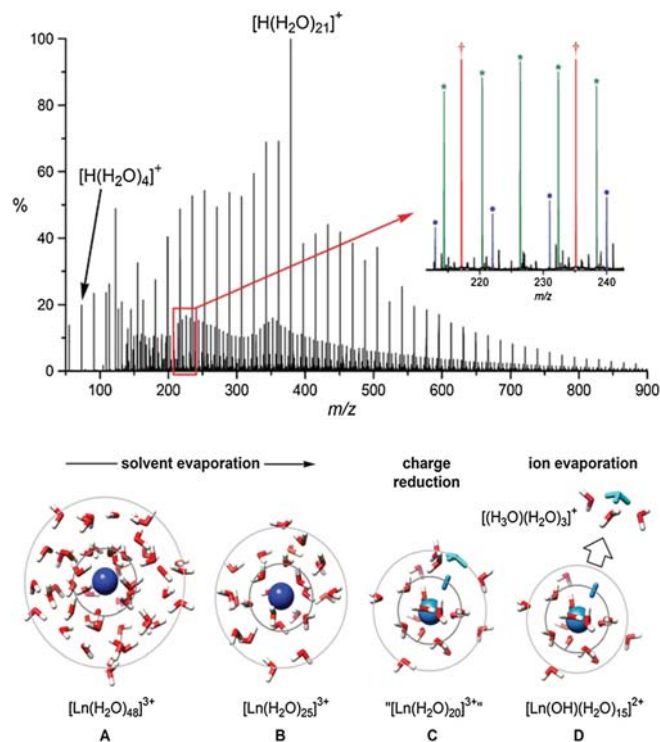 [H(H₂O)₂₁]⁺
100
80
60
40
20
0
%
[H(H₂O)₄]⁺
100 200 300 400 500 600 700 800 900
m/z
† †
* * * * *
• • • •
220 230 240
m/z
solvent evaporation
charge
reduction
ion evaporation
[(H₃O)(H₂O)₃]⁺
[Ln(H₂O)₄₈]³⁺ [Ln(H₂O)₂₅]³⁺ "[Ln(H₂O)₂₀]³⁺" [Ln(OH)(H₂O)₁₅]²⁺
A B C D